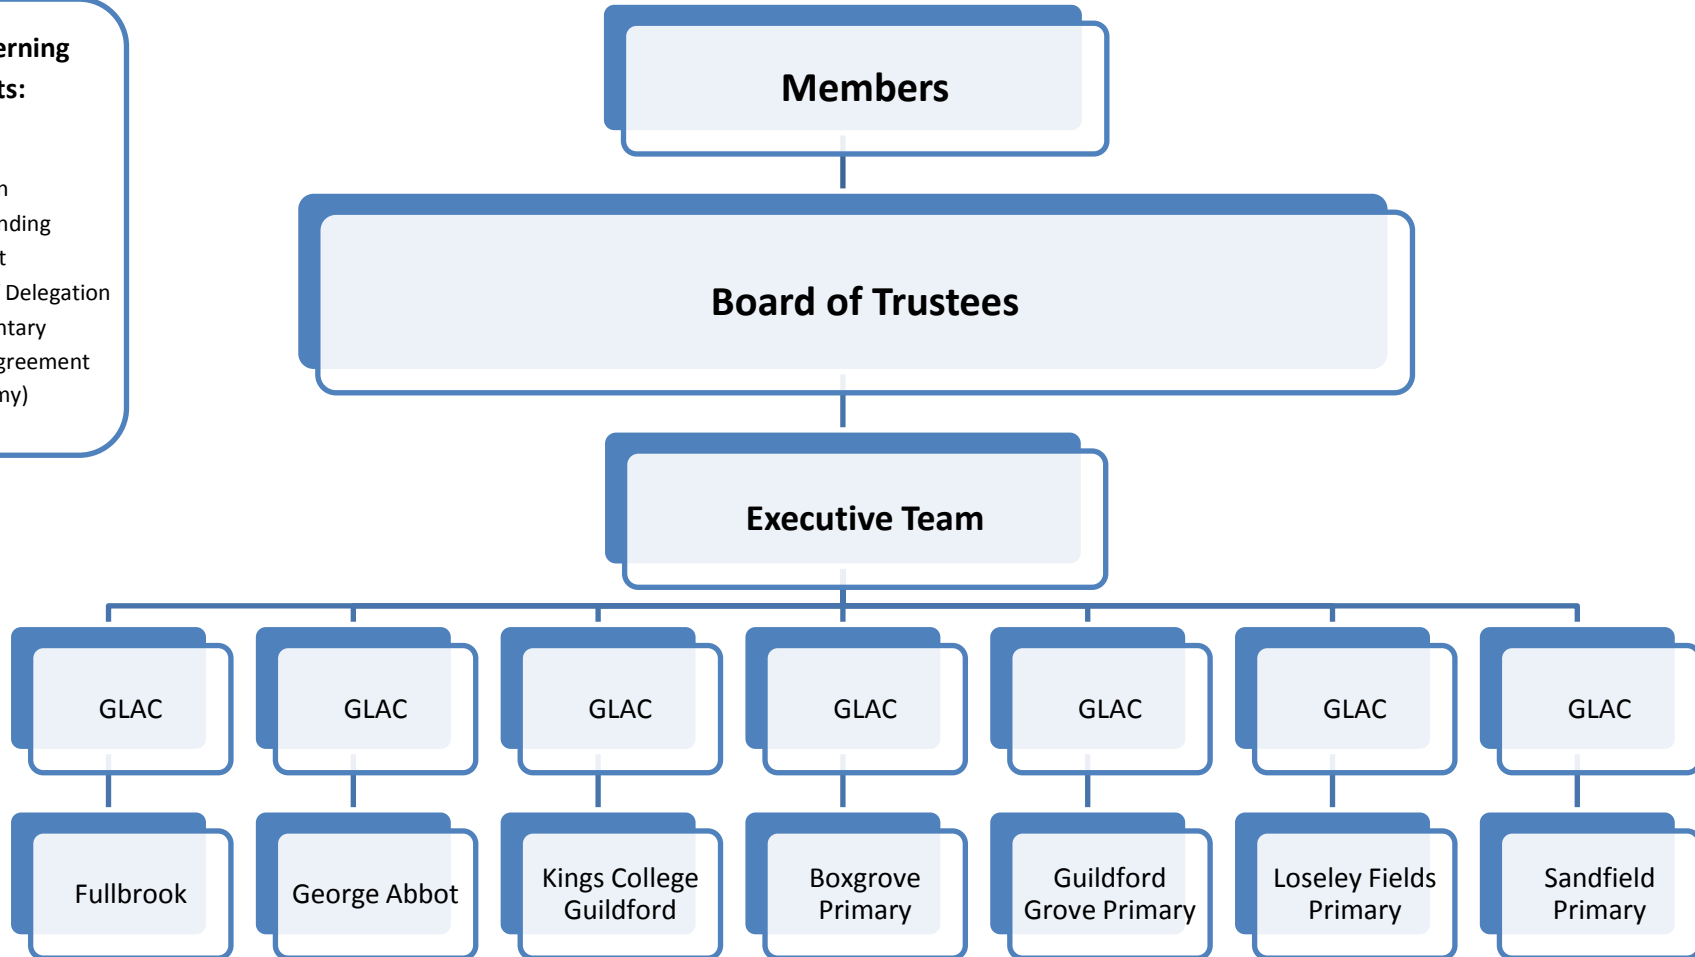 Members
Board of Trustees
Delegation
Executive Team
GLAC
GLAC
GLAC
GLAC
GLAC
GLAC
GLAC
Fullbrook
George Abbot
Kings College
Guildford
Boxgrove
Primary
Guildford
Grove Primary
Loseley Fields
Primary
Sandfield
Primary